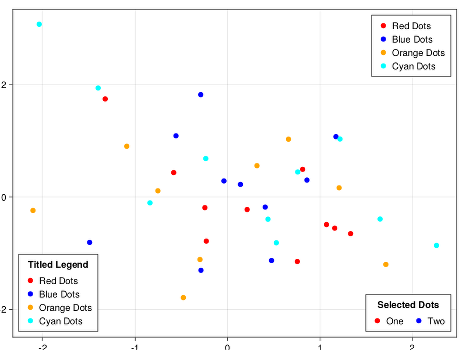 Red Dots
Blue Dots
Orange Dots
Cyan Dots
2
0
-2
Titled Legend
Red Dots
Blue Dots
Orange Dots
Cyan Dots
Selected Dots
One Two
-2 -1 0 1 2